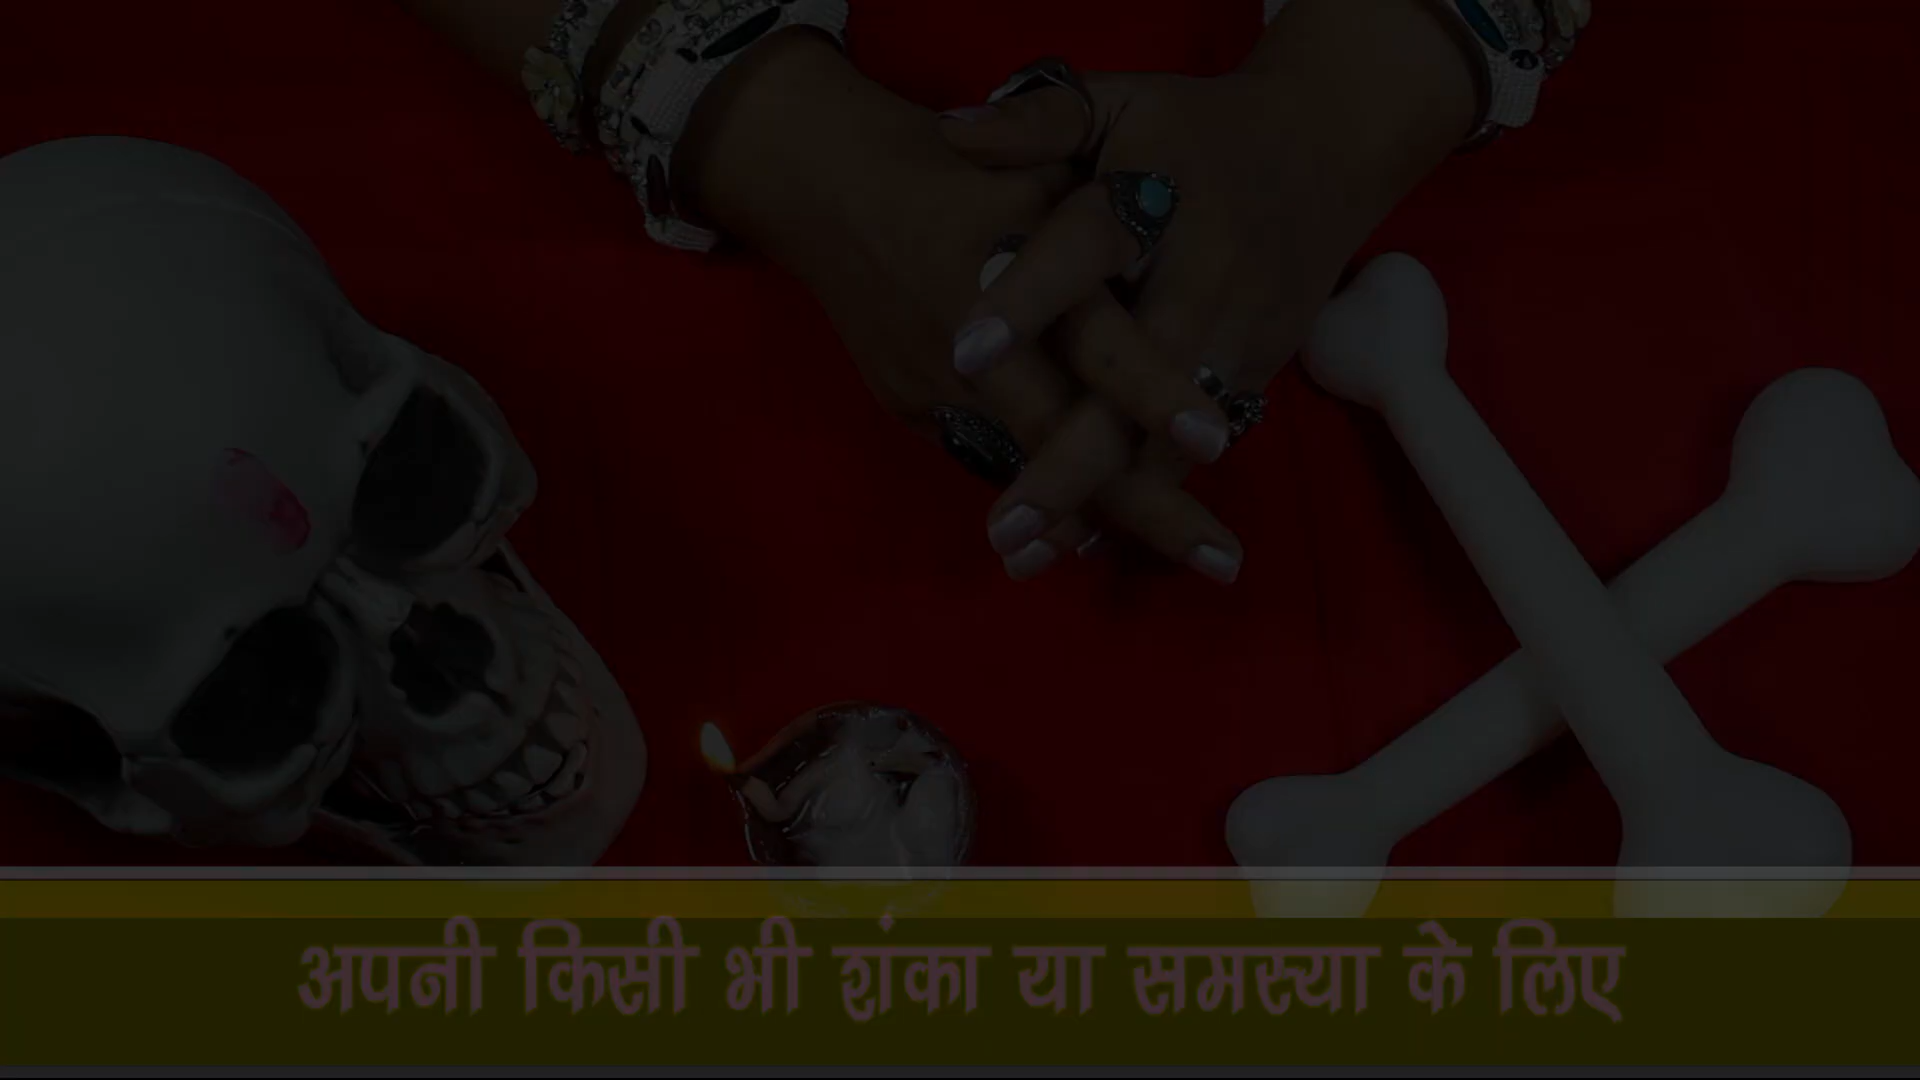 अपनी किसी भी शंका या समस्या के लिए